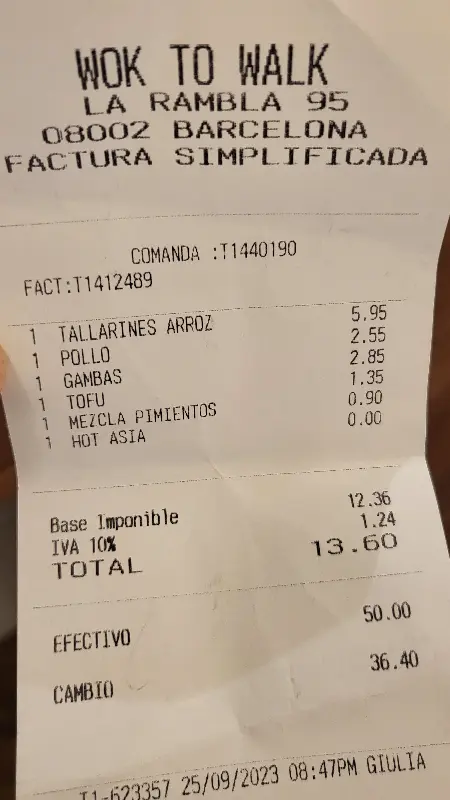 WOK TO WALK
LA RAMBLA 95
08002 BARCELONA
FACTURA SIMPLIFICADA
COMANDA :T1440190
FACT:T1412489
1 TALLARINES ARROZ 5.95
1 POLLO 2.55
1 GAMBAS 2.85
1 TOFU 1.35
1 MEZCLA PIMIENTOS 0.90
1 HOT ASIA 0.00
Base Imponible 12.36
IVA 10% 1.24
TOTAL 13.60
EFECTIVO 50.00
CAMBIO 36.40
T1-623357 25/09/2023 08:47PM GIULIA